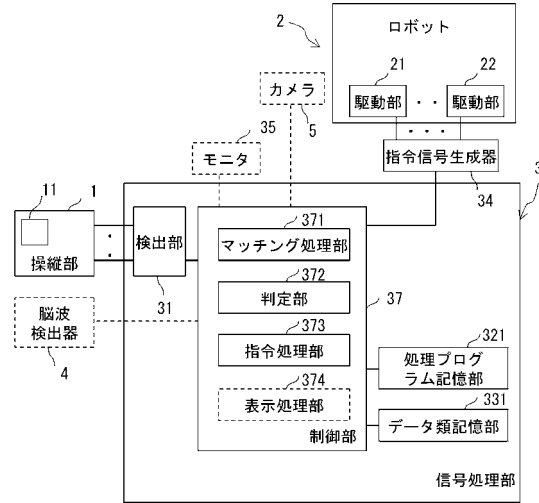 2
ロボット
21
22
駆動部
・・
駆動部
・・・
カメラ
5
35
モニタ
指令信号生成器
34
3
11
1
操縦部
・
・
検出部
31
371
マッチング処理部
372
判定部
37
脳波
検出器
4
373
指令処理部
321
処理プログ
ラム記憶部
374
表示処理部
331
データ類記憶部
制御部
信号処理部